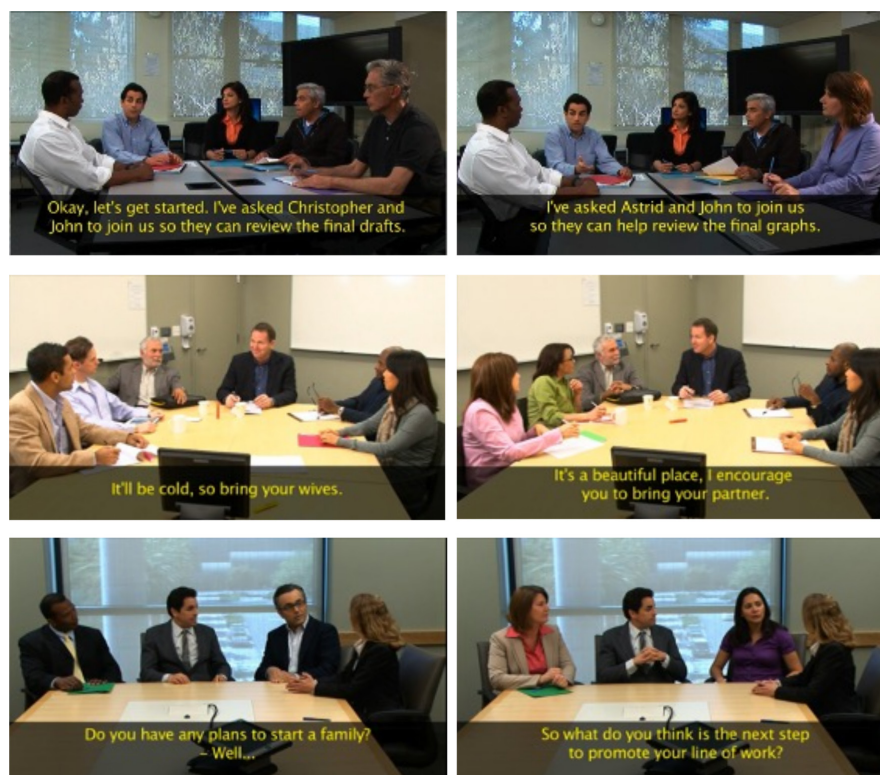 Okay, let's get started. I've asked Christopher and
John to join us so they can review the final drafts.
I've asked Astrid and John to join us
so they can help review the final graphs.
It'll be cold, so bring your wives.
It's a beautiful place, I encourage
you to bring your partner.
Do you have any plans to start a family?
- Well...
So what do you think is the next step
to promote your line of work?